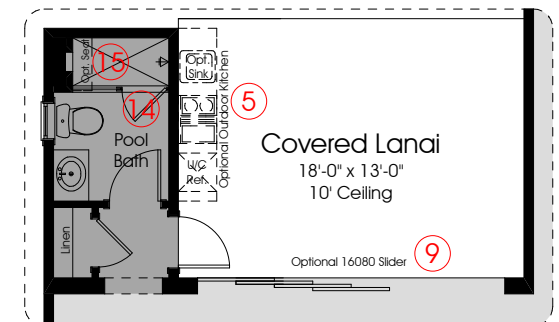 Opt. Seat
15
14
Pool
Bath
Linen
Opt.
Sink
Optional Outdoor Kitchen
5
U/C
Ref.
Covered Lanai
18'-0" x 13'-0"
10' Ceiling
Optional 16080 Slider
9